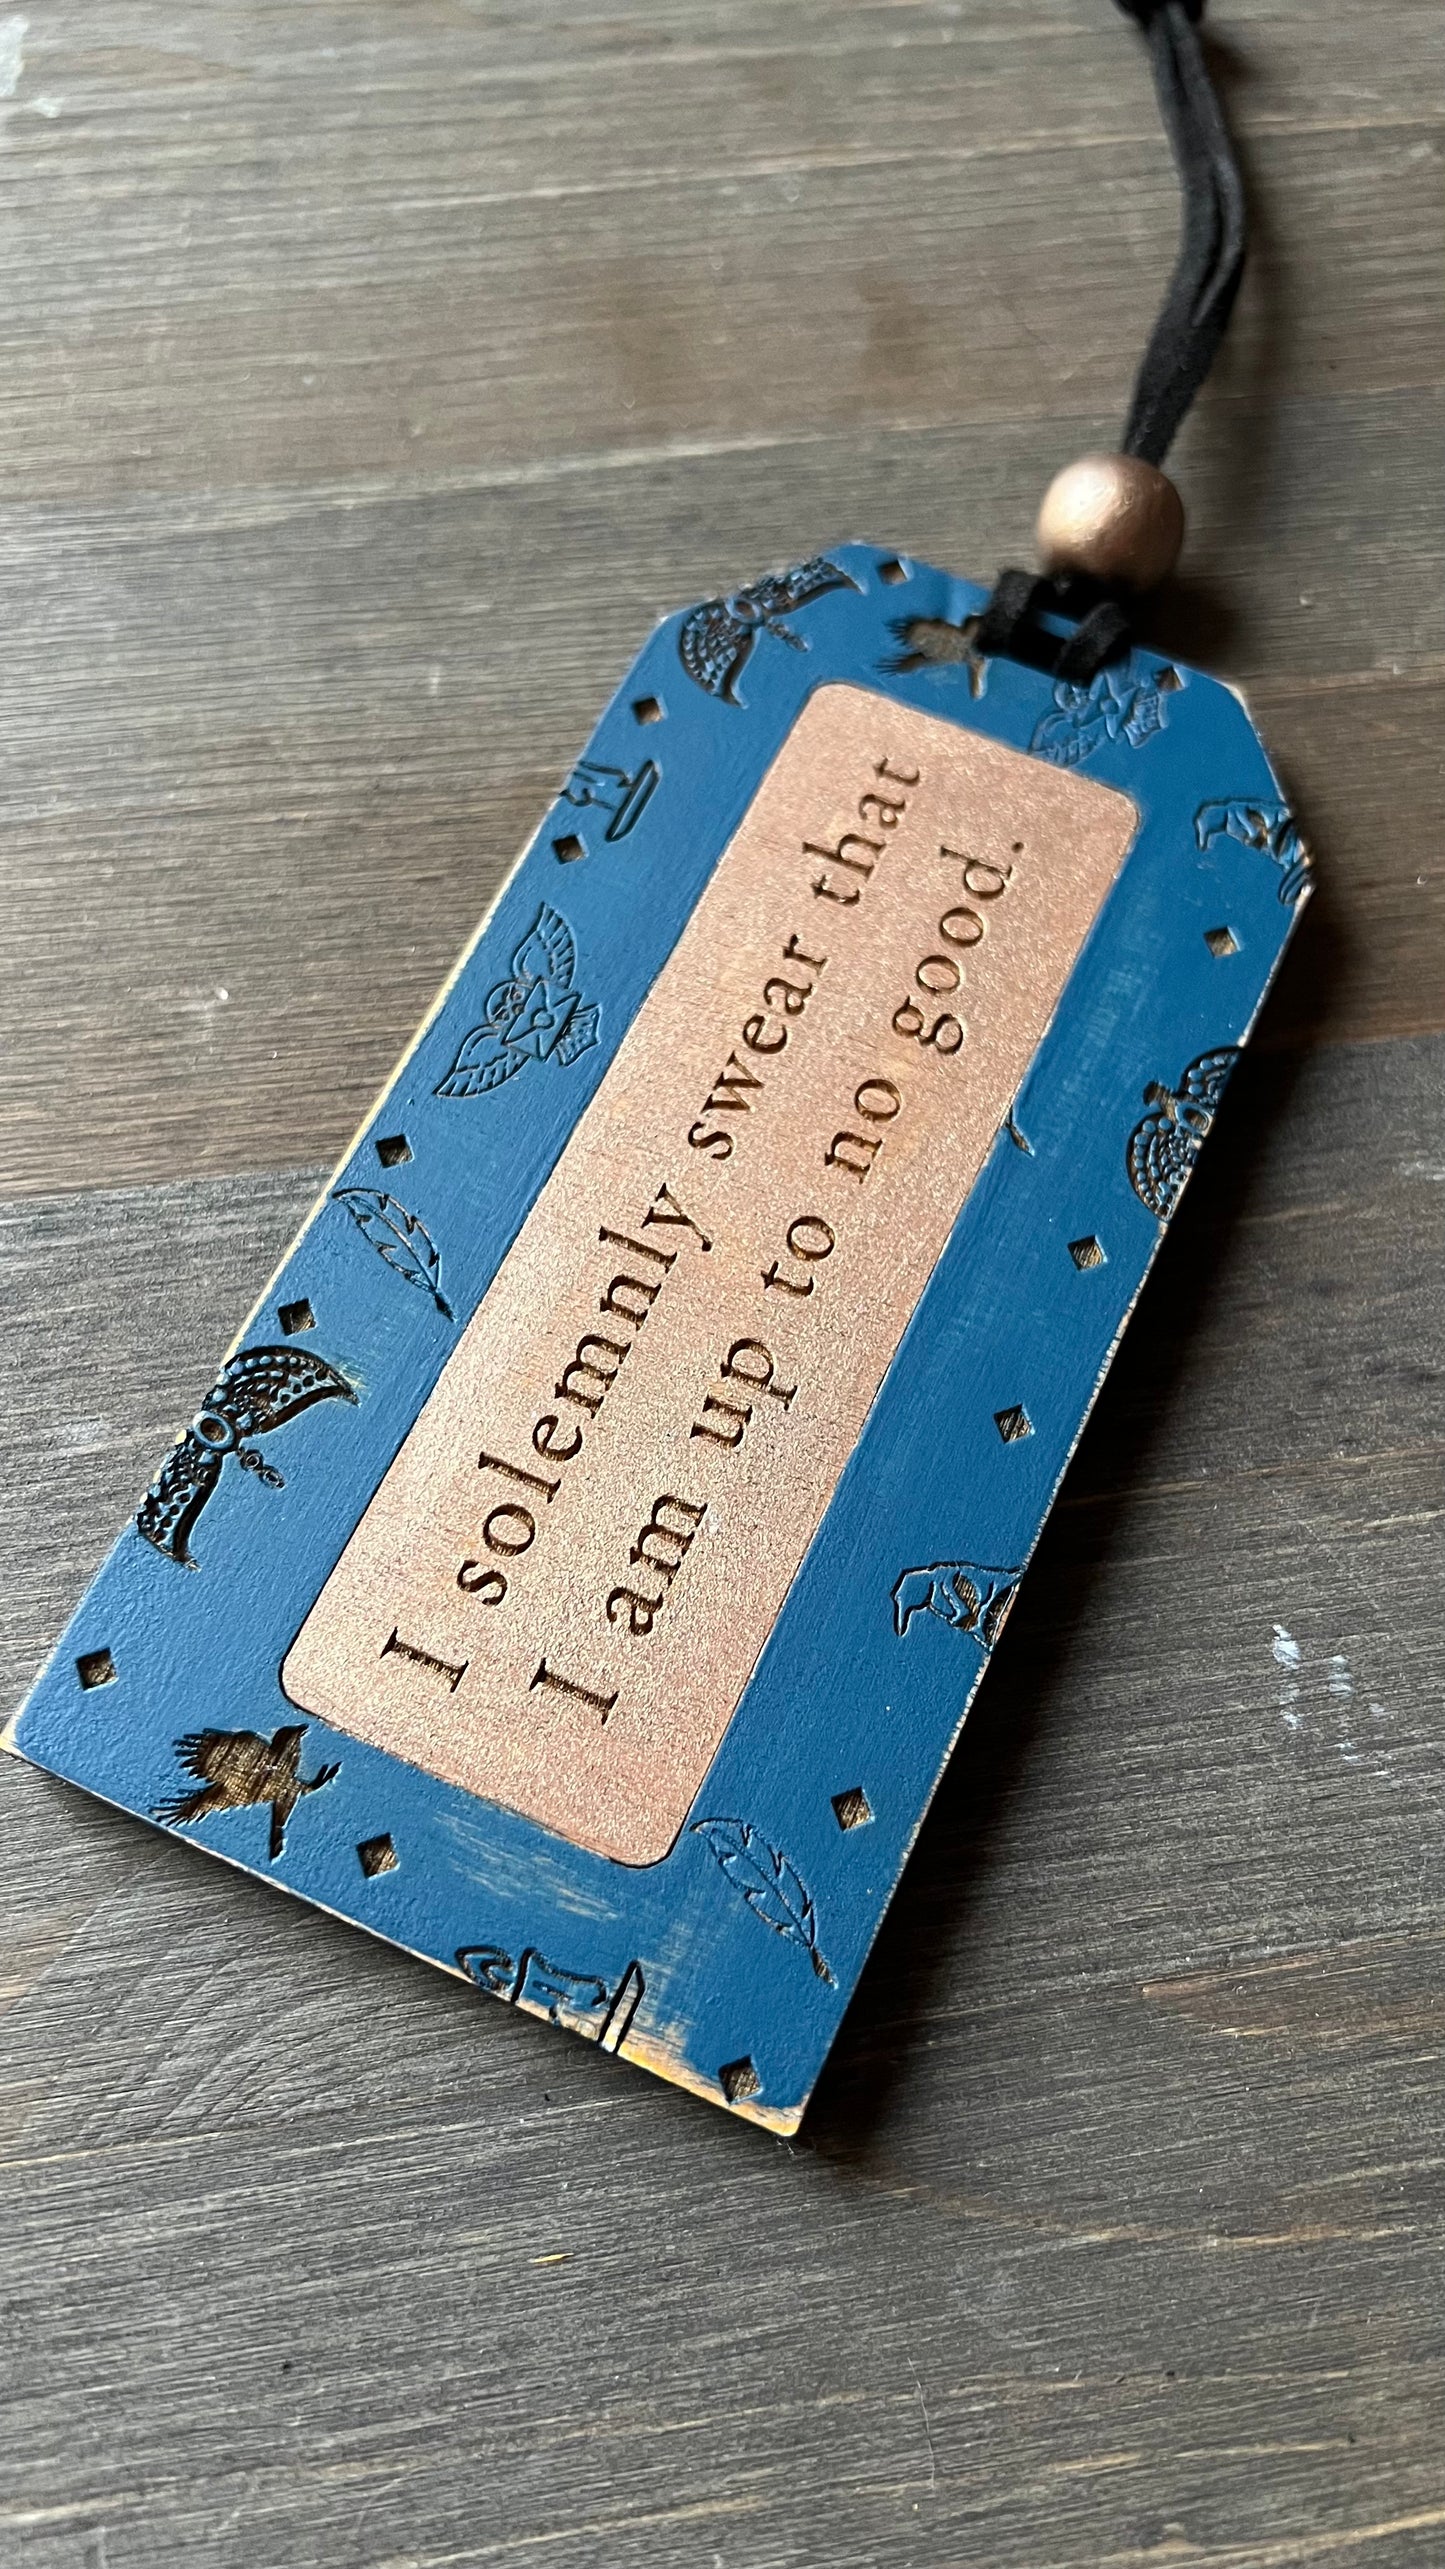 I solemnly swear that
I am up to no good.